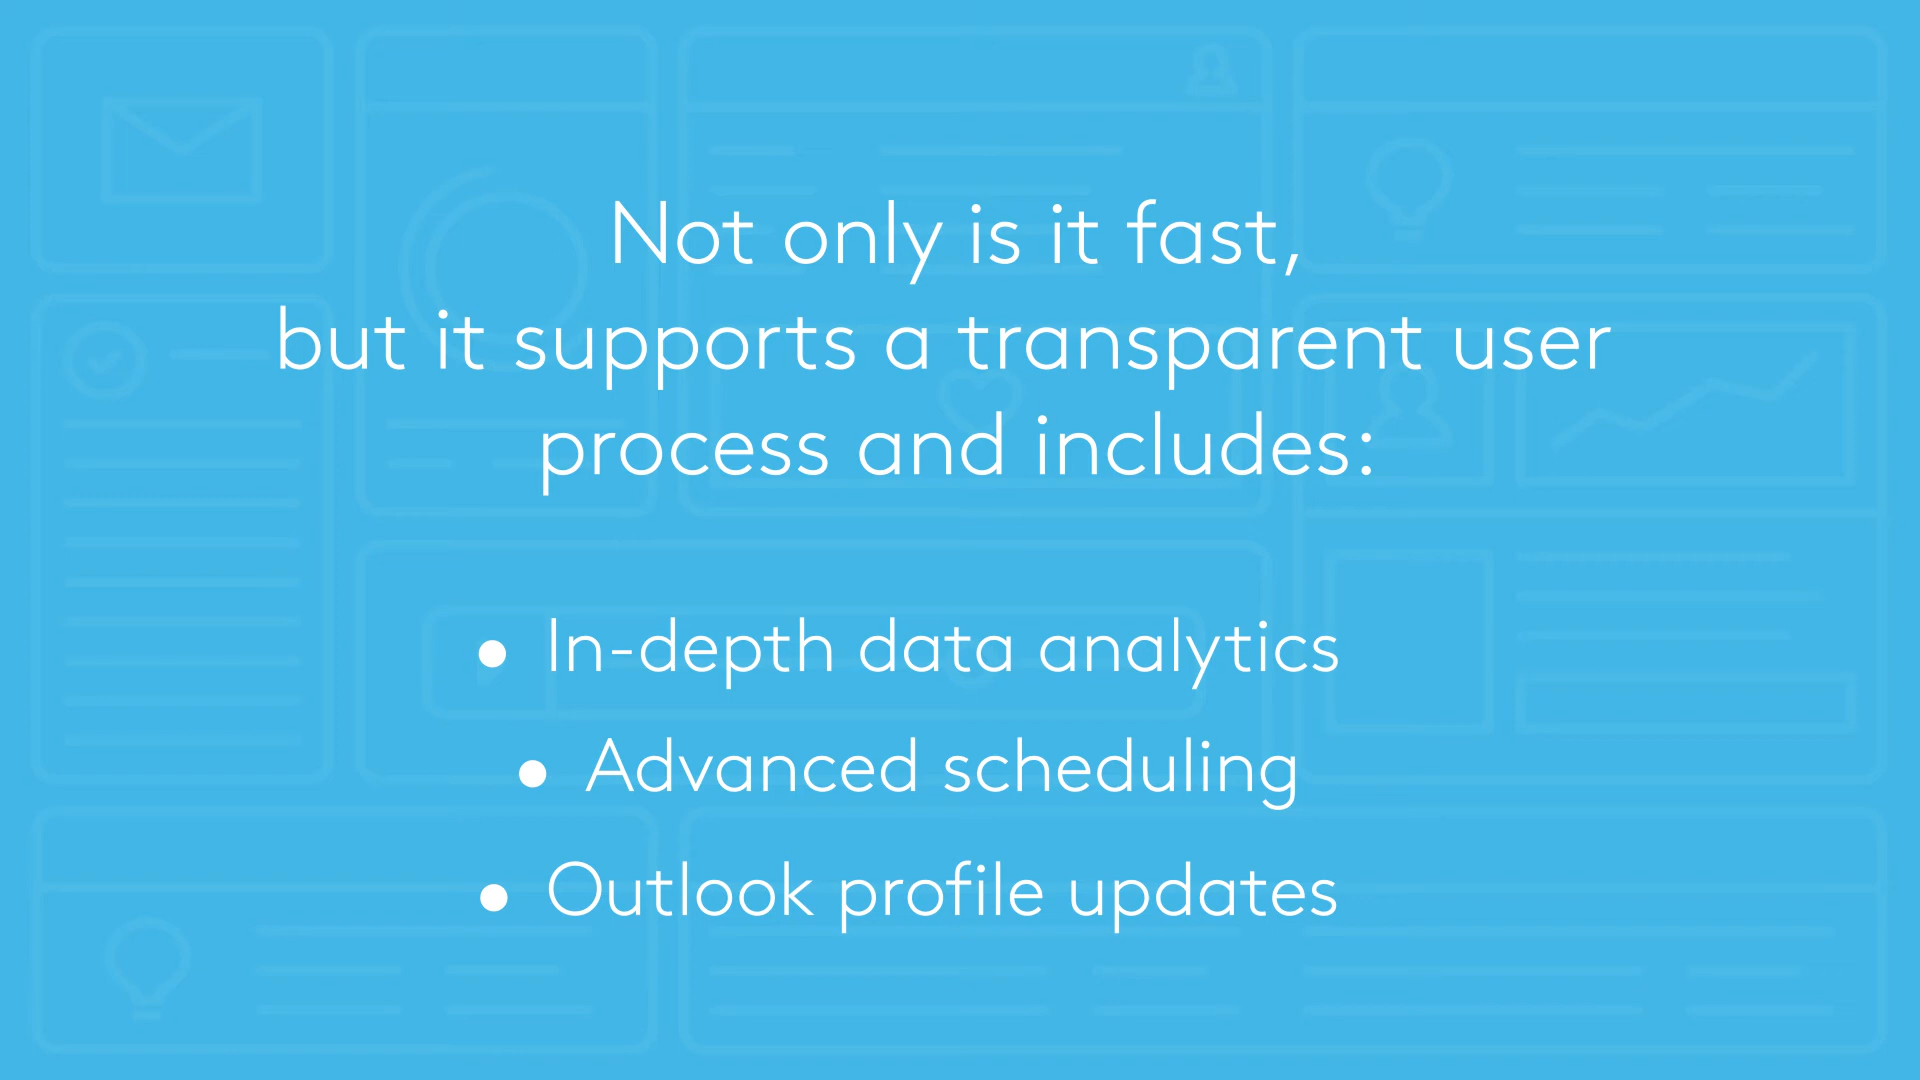 Not only is it fast,
but it supports a transparent user
process and includes:
• In-depth data analytics
• Advanced scheduling
• Outlook profile updates